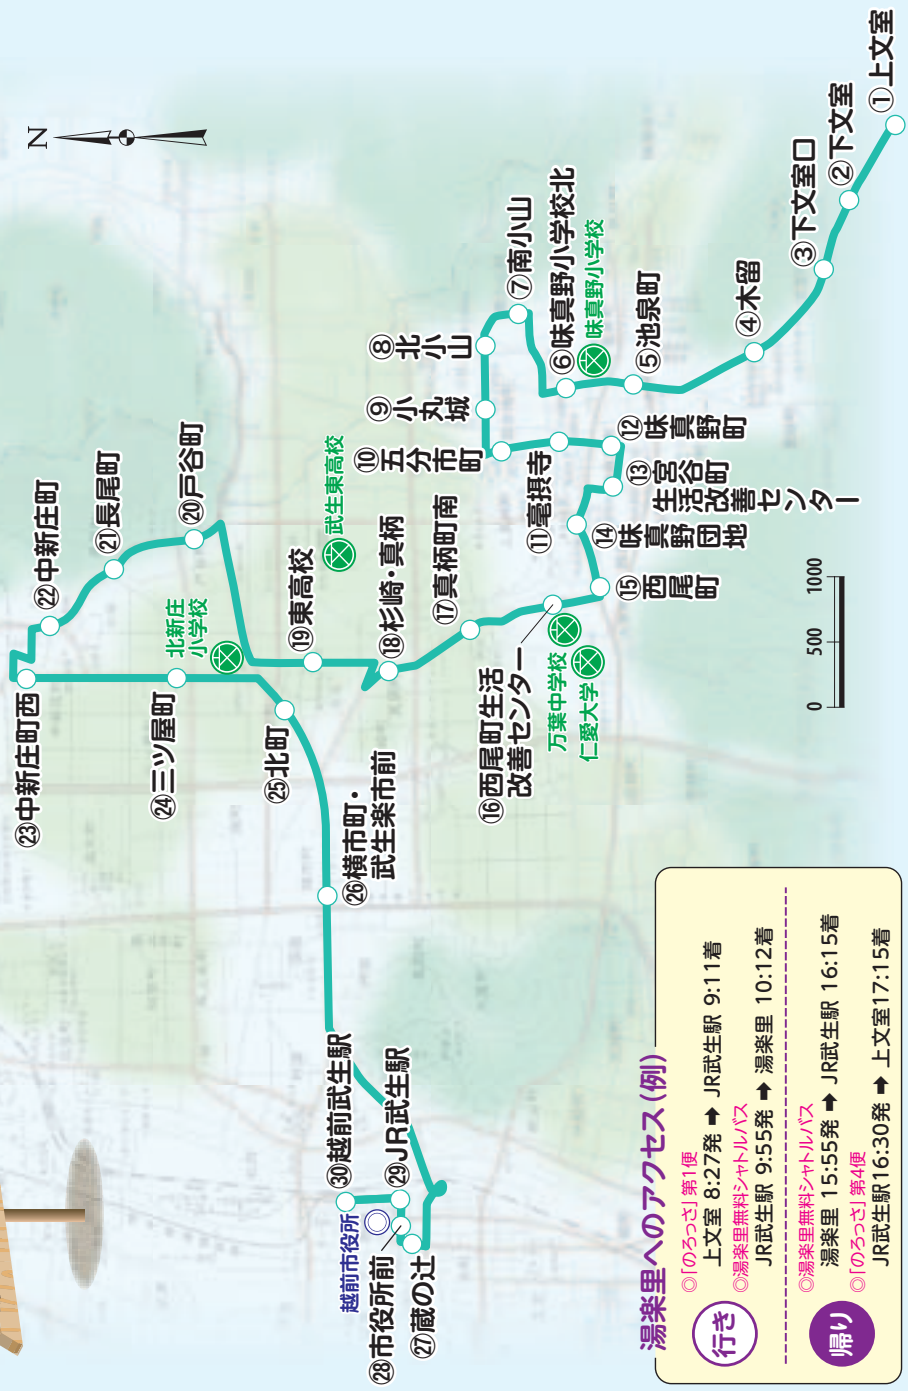 N
①上文室
②下文室
③下文室口
④木留
⑤池泉町
⑥味真野小学校北
味真野小学校
⑦南小山
⑧北小山
⑨小丸城
⑩五分市町
⑪毫摂寺
⑫味真野町
⑬宮谷町
生活改善センター
⑭味真野団地
⑮西尾町
⑯西尾町生活
改善センター
万葉中学校
仁愛大学
⑰真柄町南
⑱杉崎・真柄
⑲東高校
武生東高校
⑳戸谷町
㉑長尾町
㉒中新庄町
㉓中新庄町西
北新庄
小学校
㉔三ツ屋町
㉕北町
㉖横市町・
武生楽市前
㉗蔵の辻
㉘市役所前
越前市役所
㉙JR武生駅
㉚越前武生駅
0 500 1000
湯楽里へのアクセス(例)
行き
◎「のろっさ」第1便
上文室 8:27発 ➡ JR武生駅 9:11着
◎湯楽里無料シャトルバス
JR武生駅 9:55発 ➡ 湯楽里 10:12着
帰り
◎湯楽里無料シャトルバス
湯楽里 15:55発 ➡ JR武生駅 16:15着
◎「のろっさ」第4便
JR武生駅16:30発 ➡ 上文室17:15着